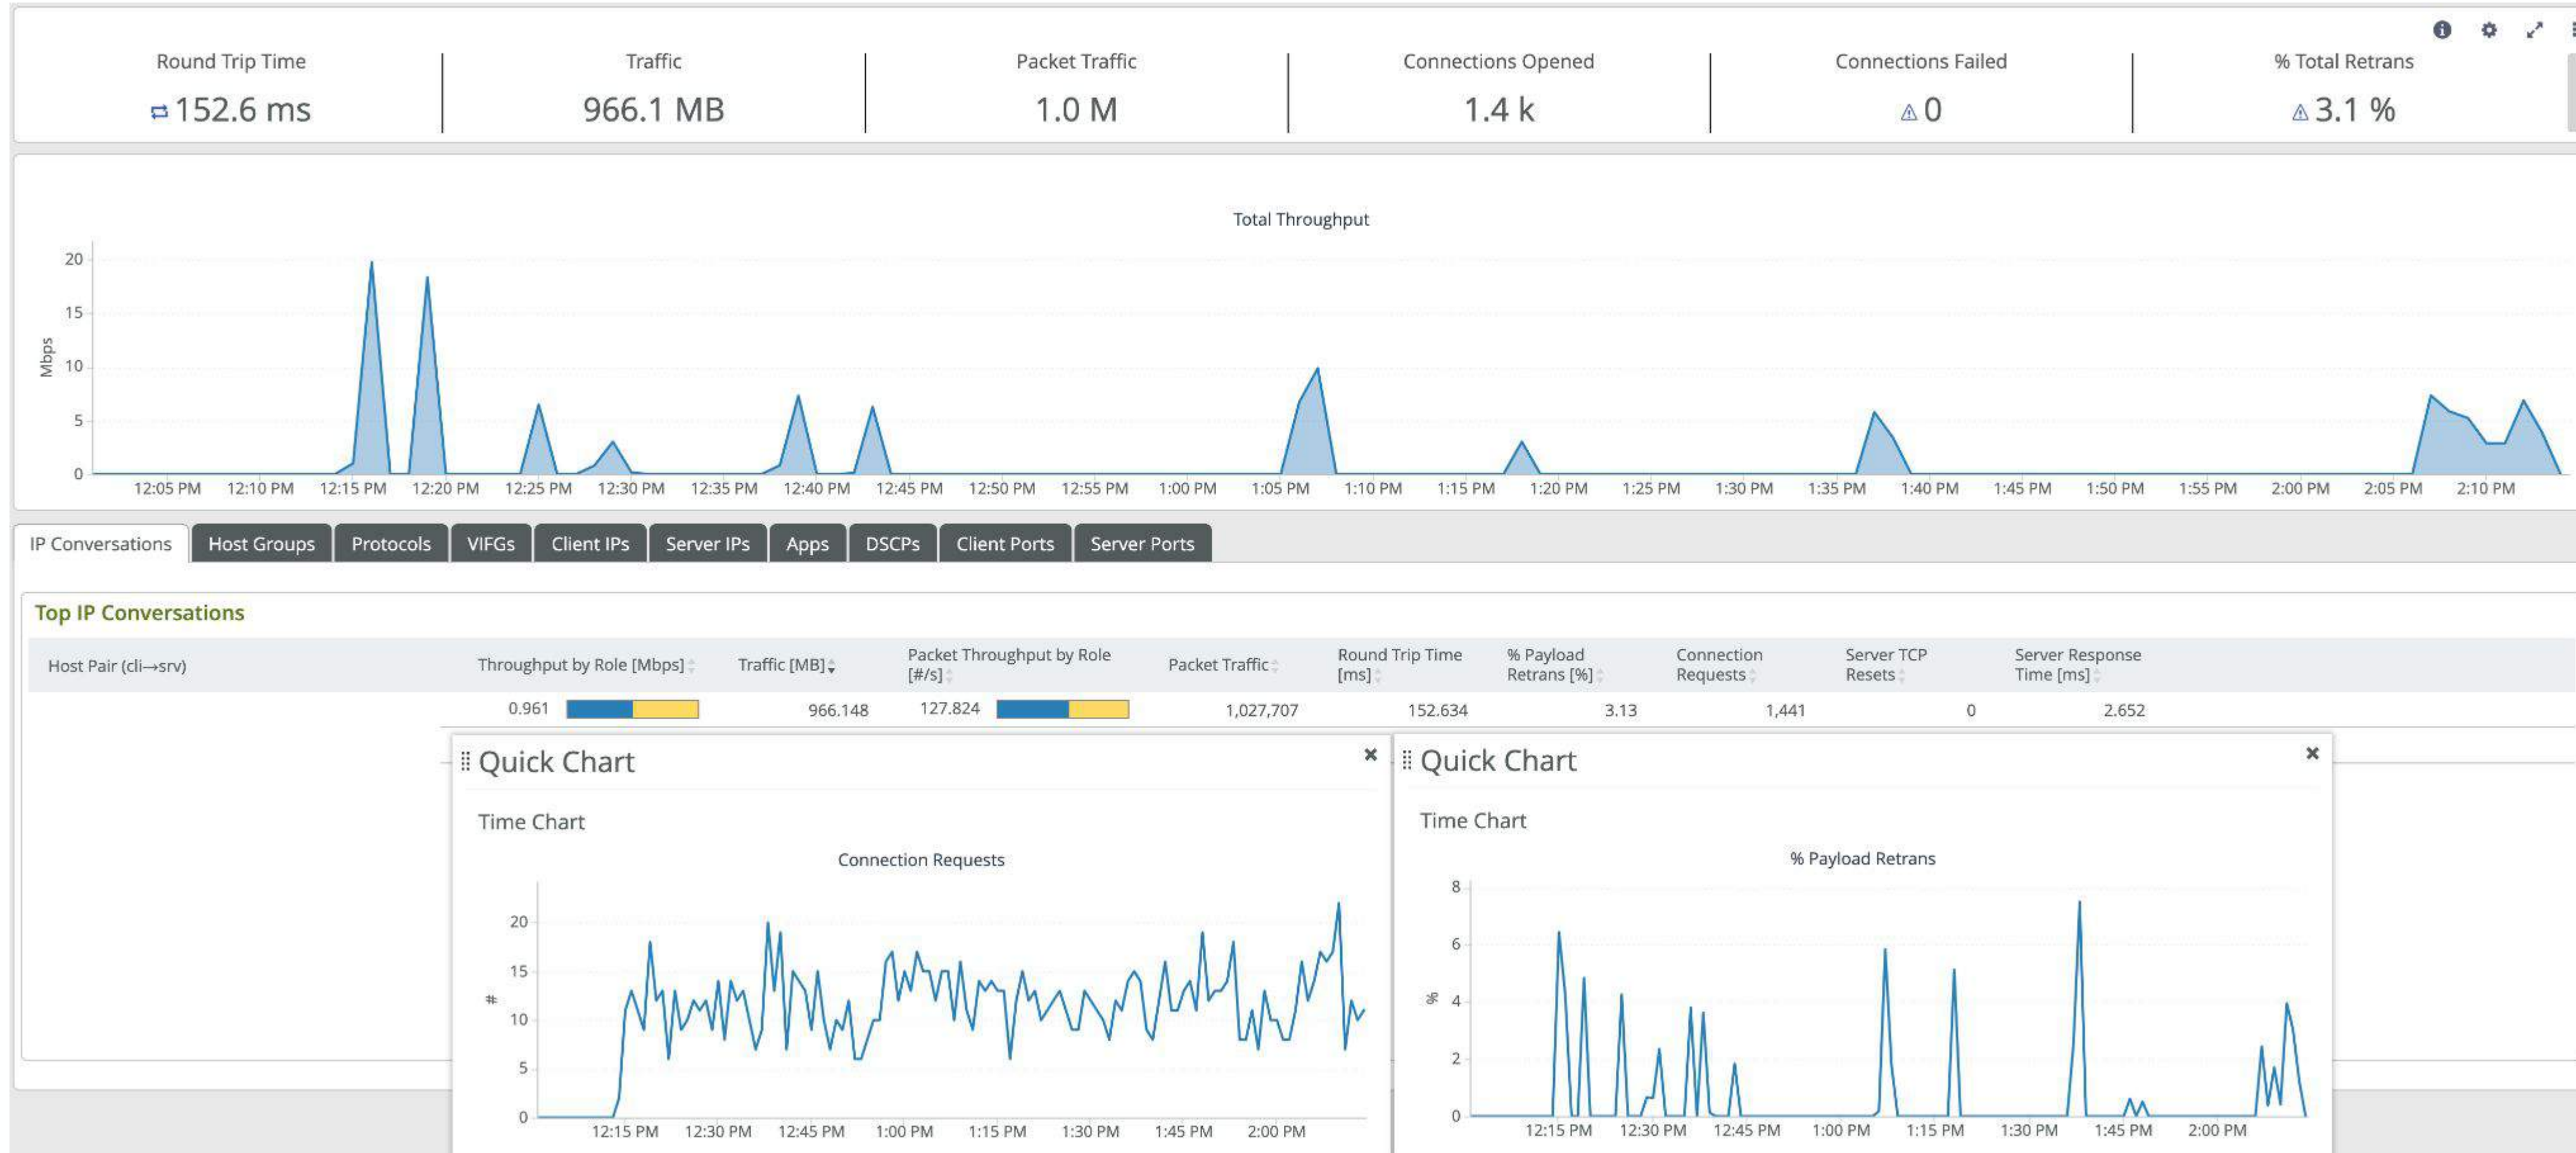 Round Trip Time
152.6 ms
Traffic
966.1 MB
Packet Traffic
1.0 M
Connections Opened
1.4 k
Connections Failed
0
% Total Retrans
3.1 %
Total Throughput
Mbps
20
15
10
5
0
12:05 PM 12:10 PM 12:15 PM 12:20 PM 12:25 PM 12:30 PM 12:35 PM 12:40 PM 12:45 PM 12:50 PM 12:55 PM 1:00 PM 1:05 PM 1:10 PM 1:15 PM 1:20 PM 1:25 PM 1:30 PM 1:35 PM 1:40 PM 1:45 PM 1:50 PM 1:55 PM 2:00 PM 2:05 PM 2:10 PM
IP Conversations Host Groups Protocols VIFGs Client IPs Server IPs Apps DSCPs Client Ports Server Ports
Top IP Conversations
Host Pair (cli→srv)
Throughput by Role [Mbps]
Traffic [MB]
Packet Throughput by Role
[#/s]
Packet Traffic
Round Trip Time
[ms]
% Payload
Retrans [%]
Connection
Requests
Server TCP
Resets
Server Response
Time [ms]
0.961 966.148 127.824 1,027,707 152.634 3.13 1,441 0 2.652
Quick Chart
Time Chart
Connection Requests
#
20
15
10
5
0
12:15 PM 12:30 PM 12:45 PM 1:00 PM 1:15 PM 1:30 PM 1:45 PM 2:00 PM
Quick Chart
Time Chart
% Payload Retrans
%
8
6
4
2
0
12:15 PM 12:30 PM 12:45 PM 1:00 PM 1:15 PM 1:30 PM 1:45 PM 2:00 PM